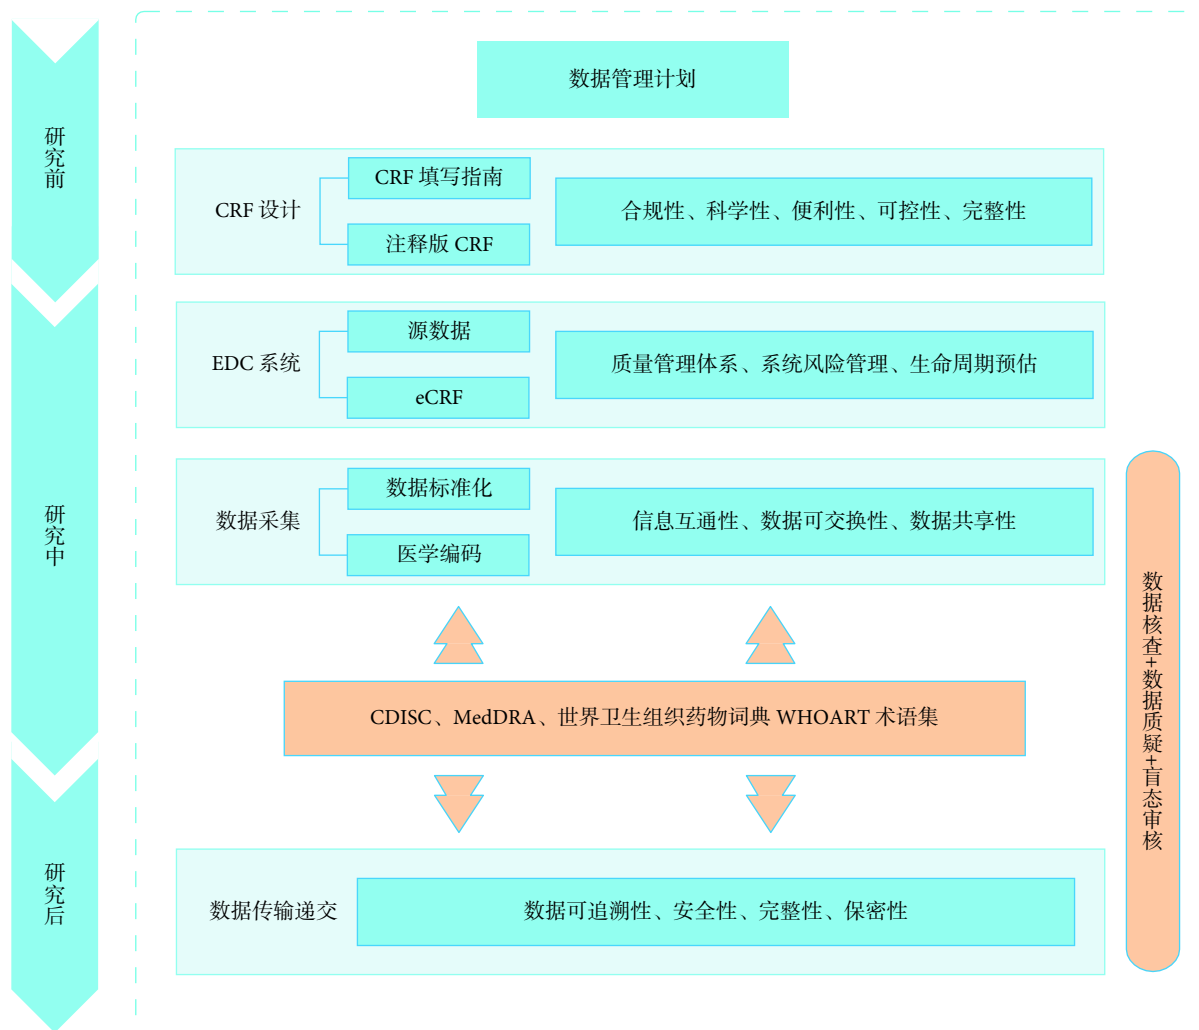 数据管理计划
研究前
CRF 设计
CRF 填写指南
注释版 CRF
合规性、科学性、便利性、可控性、完整性
EDC 系统
源数据
eCRF
质量管理体系、系统风险管理、生命周期预估
研究中
数据采集
数据标准化
医学编码
信息互通性、数据可交换性、数据共享性
CDISC、MedDRA、世界卫生组织药物词典 WHOART 术语集
数据核查+数据质疑+盲态审核
研究后
数据传输递交
数据可追溯性、安全性、完整性、保密性